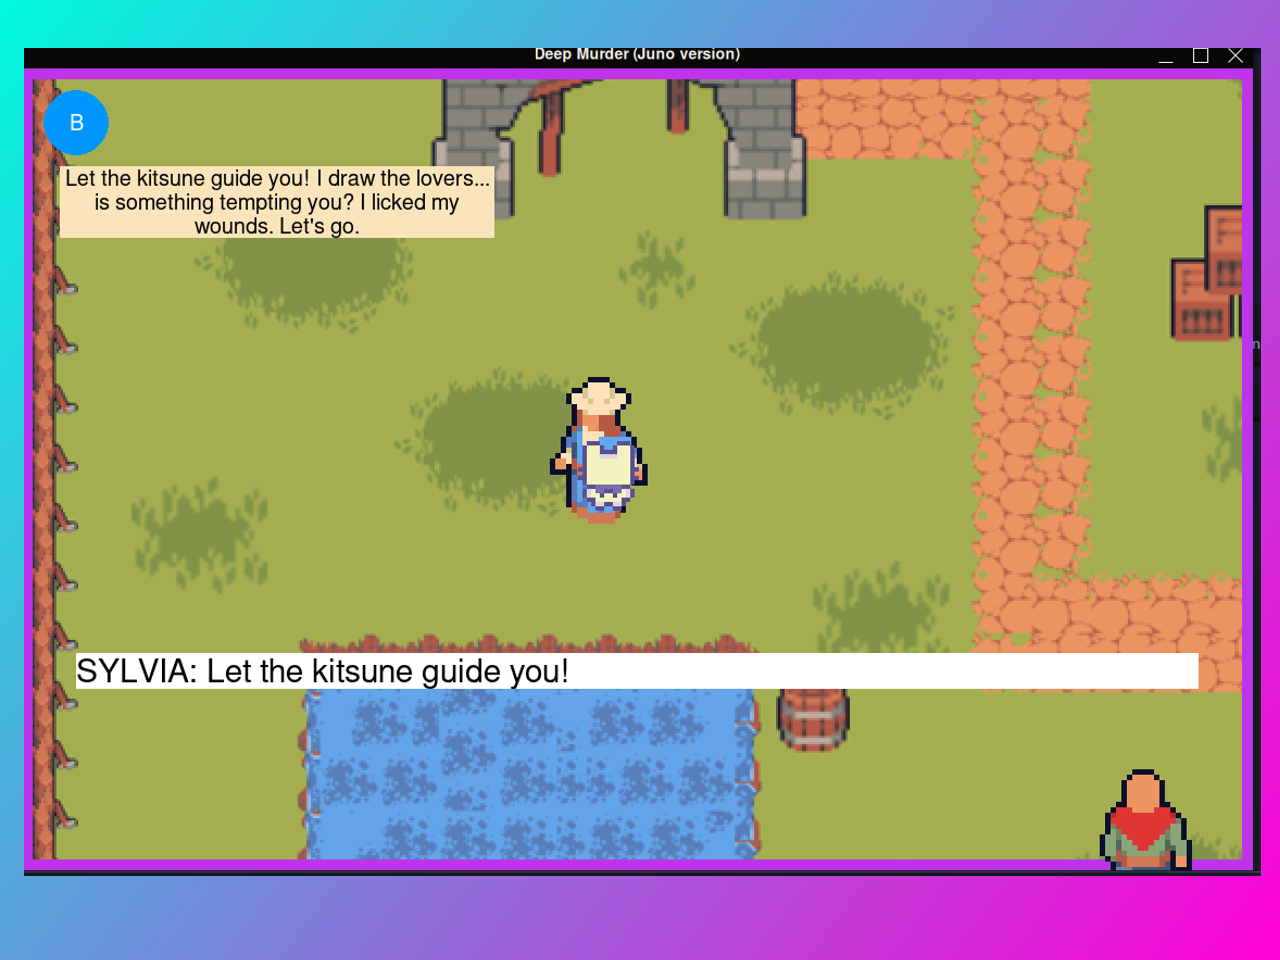 Deep Murder (Juno version)
B
Let the kitsune guide you! I draw the lovers...
is something tempting you? I licked my
wounds. Let's go.
SYLVIA: Let the kitsune guide you!